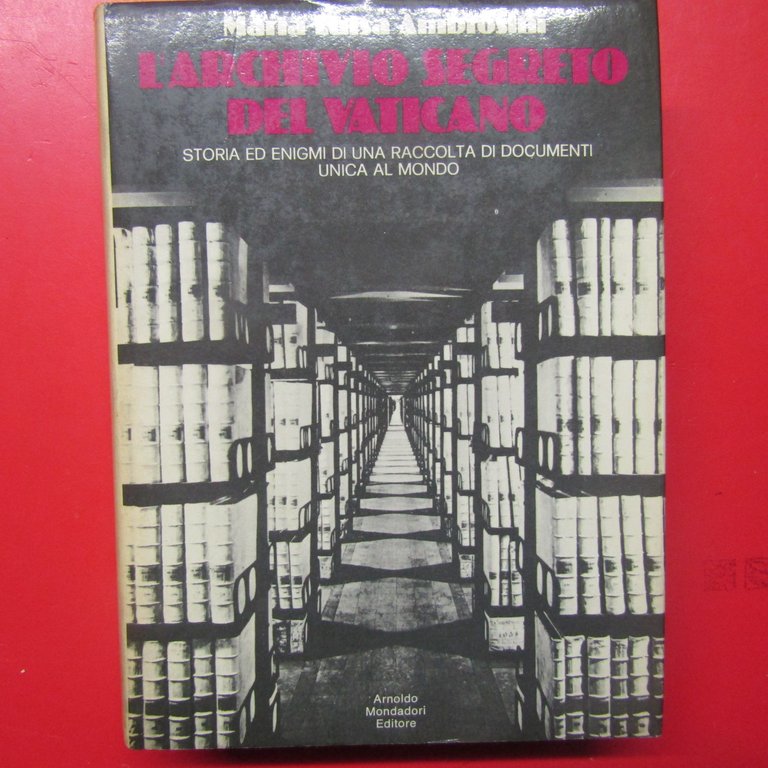 Maria Luisa Ambrosini
L'ARCHIVIO SEGRETO
DEL VATICANO
STORIA ED ENIGMI DI UNA RACCOLTA DI DOCUMENTI
UNICA AL MONDO
Arnoldo
Mondadori
Editore